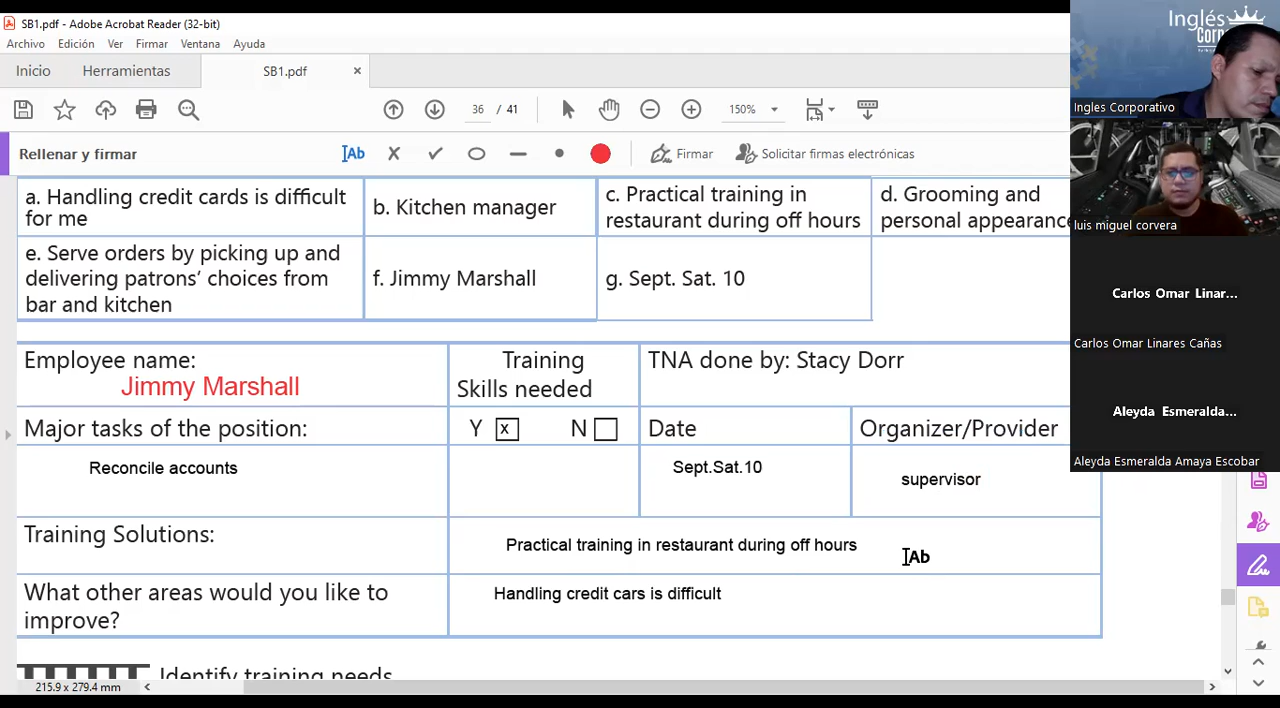 SB1.pdf - Adobe Acrobat Reader (32-bit)
Archivo Edición Ver Firmar Ventana Ayuda
Inicio Herramientas SB1.pdf ×
36 / 41 150%
Rellenar y firmar Ab Firmar Solicitar firmas electrónicas
a. Handling credit cards is difficult
for me
b. Kitchen manager
c. Practical training in
restaurant during off hours
d. Grooming and
personal appearance
e. Serve orders by picking up and
delivering patrons’ choices from
bar and kitchen
f. Jimmy Marshall
g. Sept. Sat. 10
Employee name:
Jimmy Marshall
Training
Skills needed
TNA done by: Stacy Dorr
Major tasks of the position:
Y x N
Date
Organizer/Provider
Reconcile accounts
Sept.Sat.10
supervisor
Training Solutions:
Practical training in restaurant during off hours
Ab
What other areas would you like to
improve?
Handling credit cars is difficult
Identify training needs
215.9 x 279.4 mm
Inglés
Ingles Corporativo
luis miguel corvera
Carlos Omar Linar...
Carlos Omar Linares Cañas
Aleyda Esmeralda...
Aleyda Esmeralda Amaya Escobar